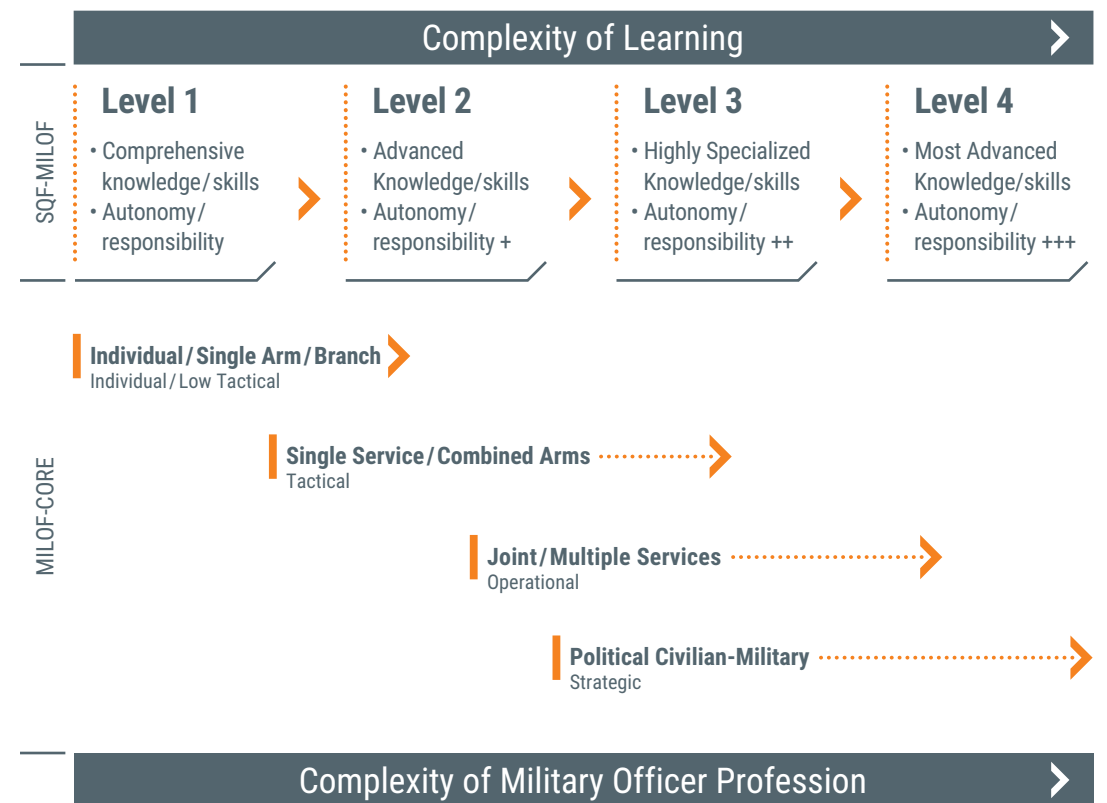 Complexity of Learning
SQF-MILOF
Level 1
• Comprehensive
knowledge/skills
• Autonomy/
responsibility
Level 2
• Advanced
Knowledge/skills
• Autonomy/
responsibility +
Level 3
• Highly Specialized
Knowledge/skills
• Autonomy/
responsibility ++
Level 4
• Most Advanced
Knowledge/skills
• Autonomy/
responsibility +++
MILOF-CORE
Individual/Single Arm/Branch
Individual/Low Tactical
Single Service/Combined Arms
Tactical
Joint/Multiple Services
Operational
Political Civilian-Military
Strategic
Complexity of Military Officer Profession